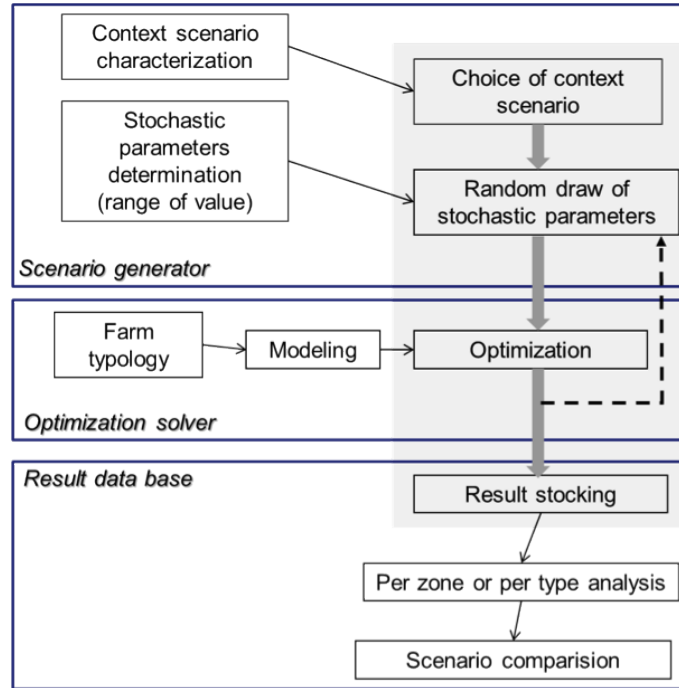 Context scenario
characterization
Choice of context
scenario
Stochastic
parameters
determination
(range of value)
Random draw of
stochastic parameters
Scenario generator
Farm
typology
Modeling
Optimization
Optimization solver
Result data base
Result stocking
Per zone or per type analysis
Scenario comparision